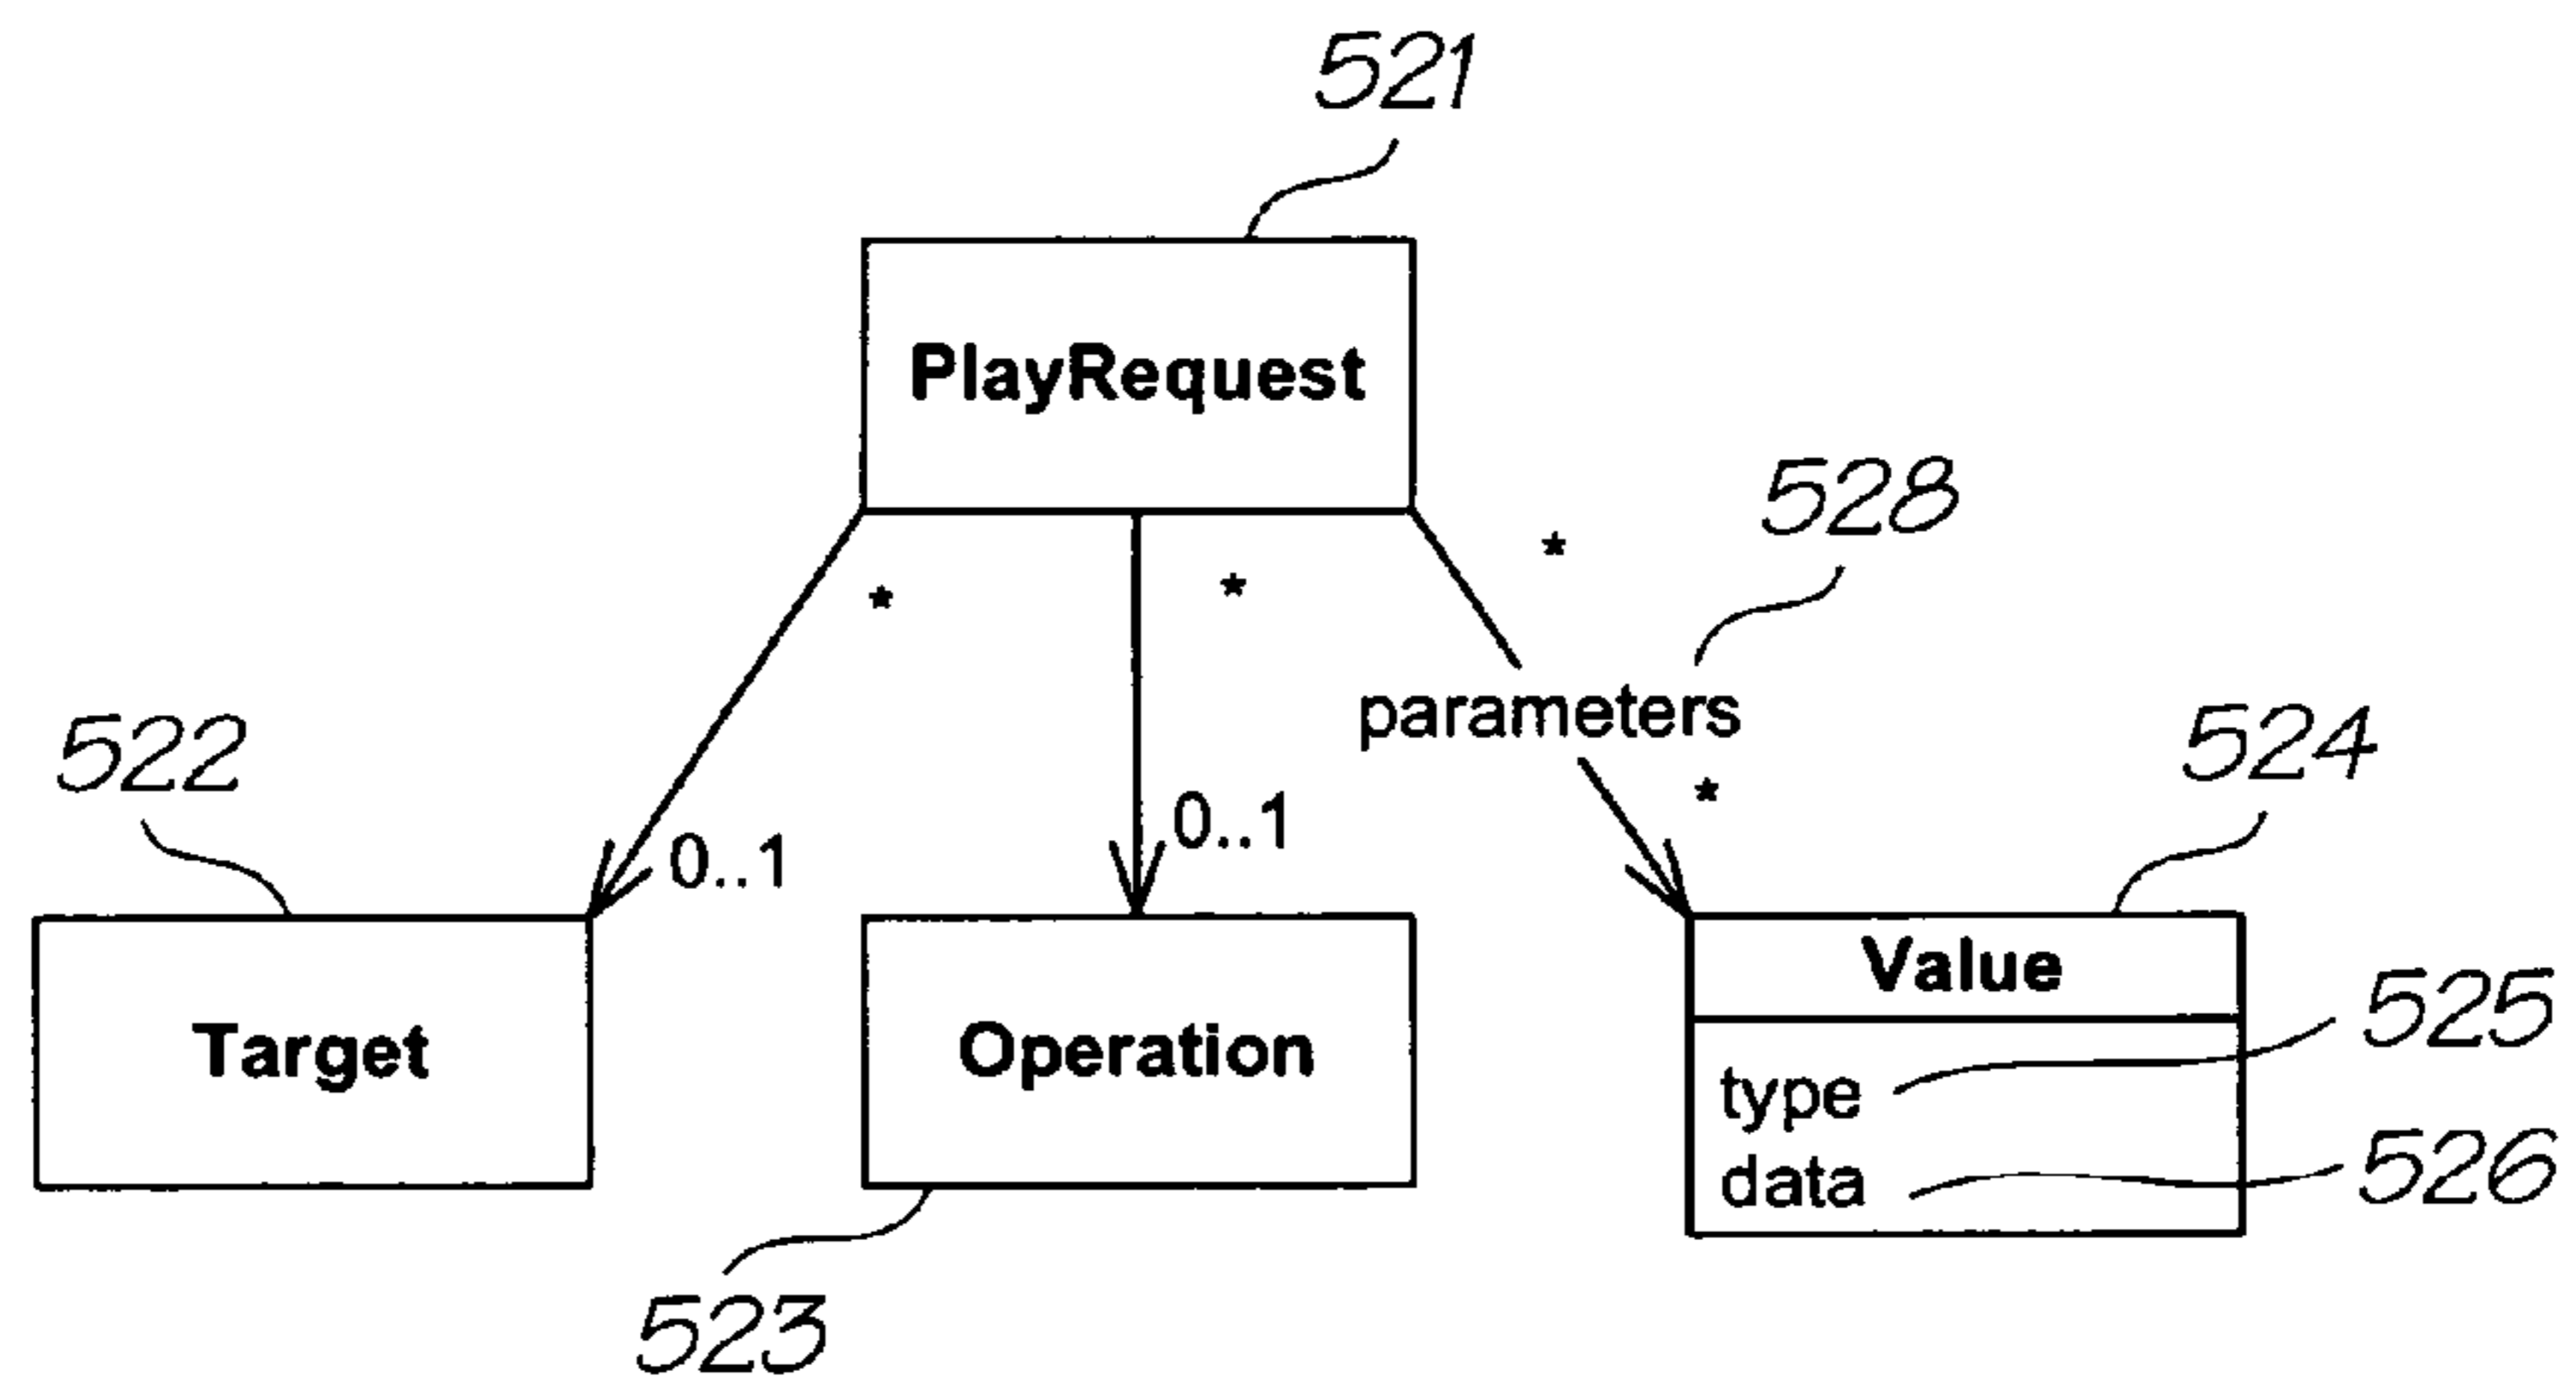 521
PlayRequest
528
*
*
*
parameters
522
524
*
0..1
0..1
Value
525
Target
Operation
type
data
526
523